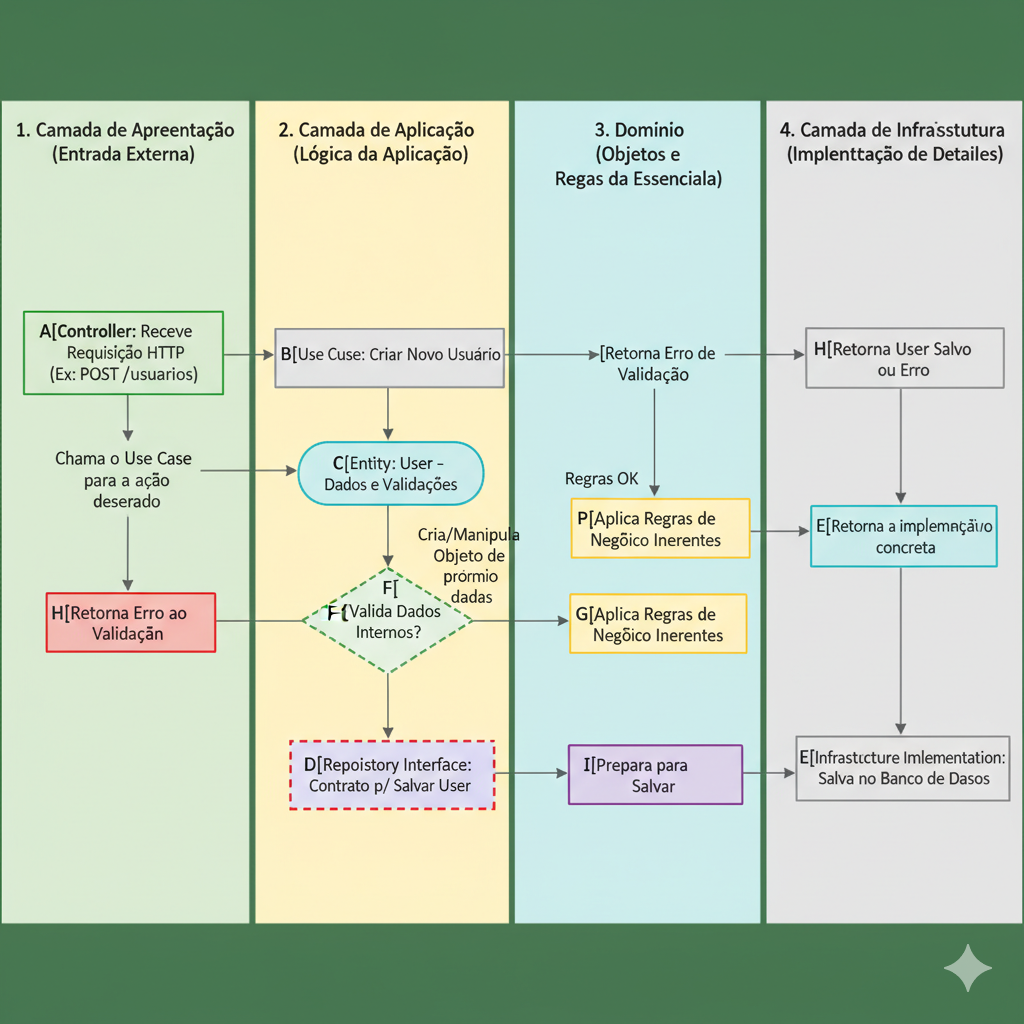 1. Camada de Apreentação
(Entrada Externa)
2. Camada de Aplicação
(Lógica da Aplicação)
3. Dominio
(Objetos e
Regas da Essenciala)
4. Camada de Infrasstutura
(Implenttação de Detailes)
A[Controller: Receve
Requisição HTTP
(Ex: POST /usuarios)
Chama o Use Case
para a ação
deserado
H[Retorna Erro ao
Validação
B[Use Cuse: Criar Novo Usuário
C[Entity: User –
Dados e Validações
Cria/Manipula
Objeto de
prórmio
dadas
F[
F{Valida Dados
Internos?
D[Repoistory Interface:
Contrato p/ Salvar User
[Retorna Erro de
Validação
Regras OK
P[Aplica Regras de
Negõico Inerentes
G[Aplica Regras de
Negõico Inerentes
I[Prepara para
Salvar
H[Retorna User Salvo
ou Erro
E[Retorna a
concreta
E[Infrastιcture Imlementation:
Salva no Banco de Dasos